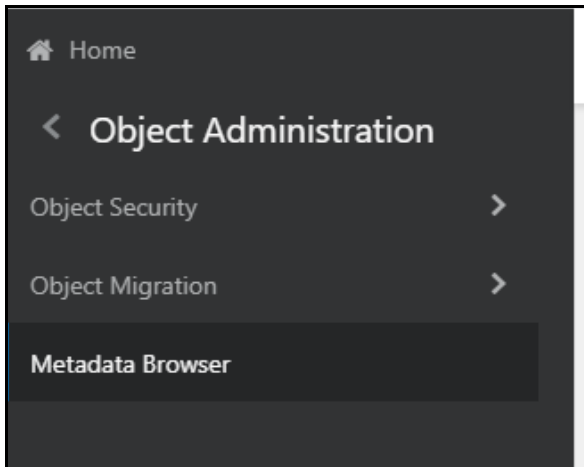 Home
Object Administration
Object Security
Object Migration
Metadata Browser